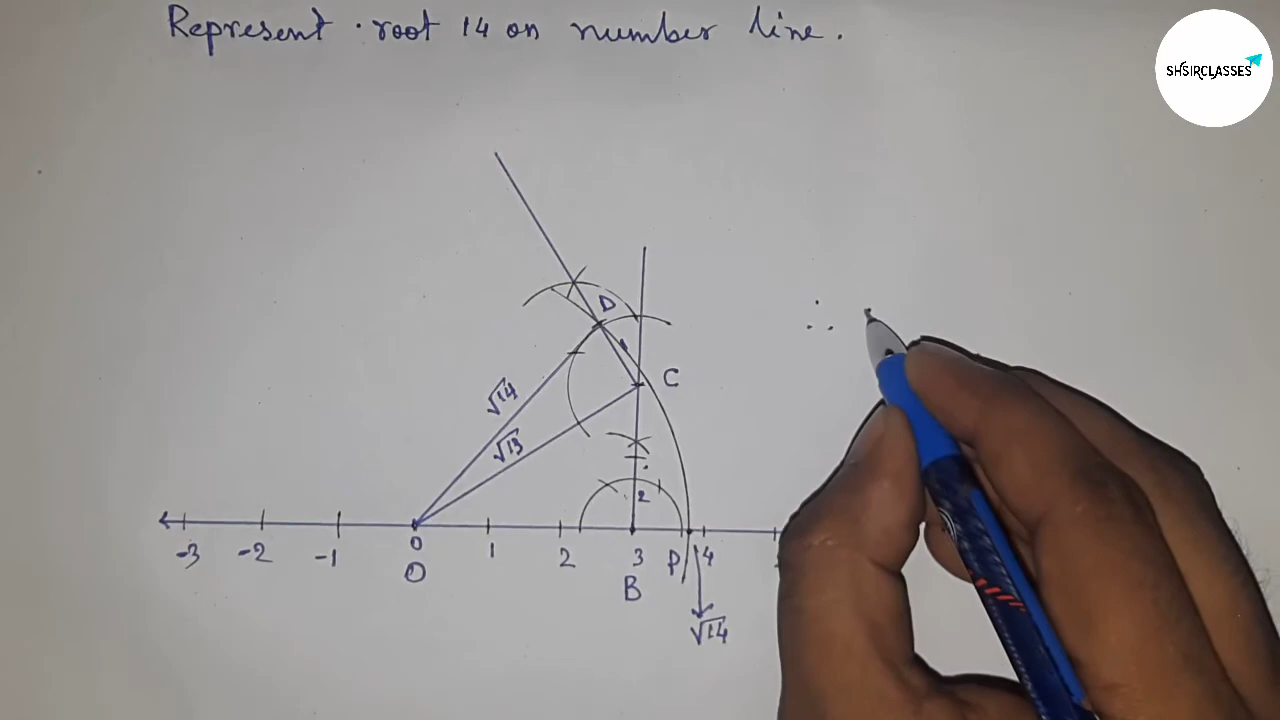 Represent root 14 on number line.
SHSIRCLASSES
D
C
√14
√13
2
-3 -2 -1 0 1 2 3 P 4
O B
√14